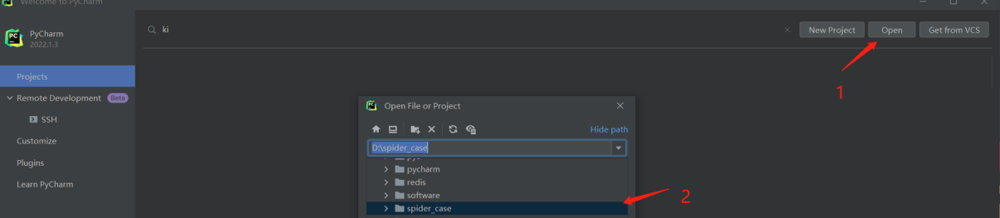 Welcome to PyCharm
PyCharm
2022.1.3
ki
New Project
Open
Get from VCS
1
Projects
Remote Development Beta
SSH
Customize
Plugins
Learn PyCharm
Open File or Project
Hide path
D:\spider_case
pycharm
redis
software
spider_case
2